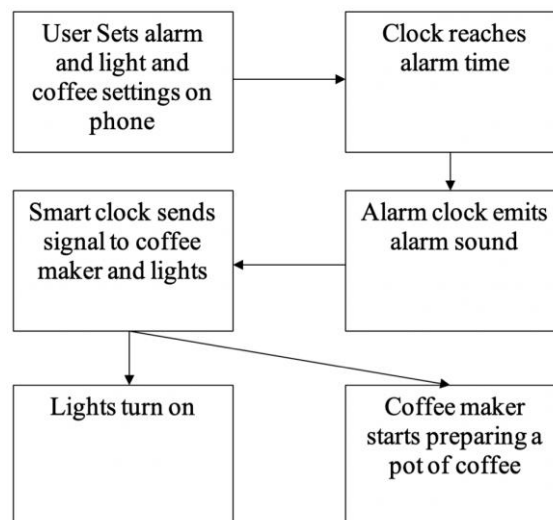 User Sets alarm
and light and
coffee settings on
phone
Clock reaches
alarm time
Smart clock sends
signal to coffee
maker and lights
Alarm clock emits
alarm sound
Lights turn on
Coffee maker
starts preparing a
pot of coffee